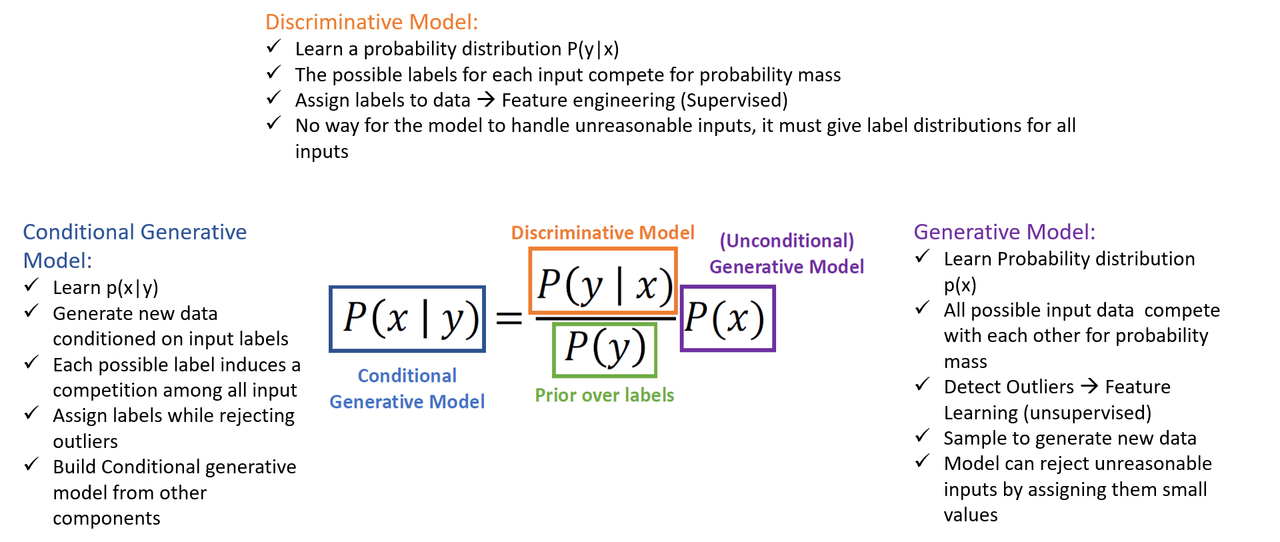 Discriminative Model:
✓ Learn a probability distribution P(y|x)
✓ The possible labels for each input compete for probability mass
✓ Assign labels to data → Feature engineering (Supervised)
✓ No way for the model to handle unreasonable inputs, it must give label distributions for all
inputs
Conditional Generative
Model:
✓ Learn p(x|y)
✓ Generate new data
conditioned on input labels
✓ Each possible label induces a
competition among all input
✓ Assign labels while rejecting
outliers
✓ Build Conditional generative
model from other
components
Discriminative Model
(Unconditional)
Generative Model
P(x | y) = P(y | x) / P(y) P(x)
Conditional
Generative Model
Prior over labels
Generative Model:
✓ Learn Probability distribution
p(x)
✓ All possible input data compete
with each other for probability
mass
✓ Detect Outliers → Feature
Learning (unsupervised)
✓ Sample to generate new data
✓ Model can reject unreasonable
inputs by assigning them small
values